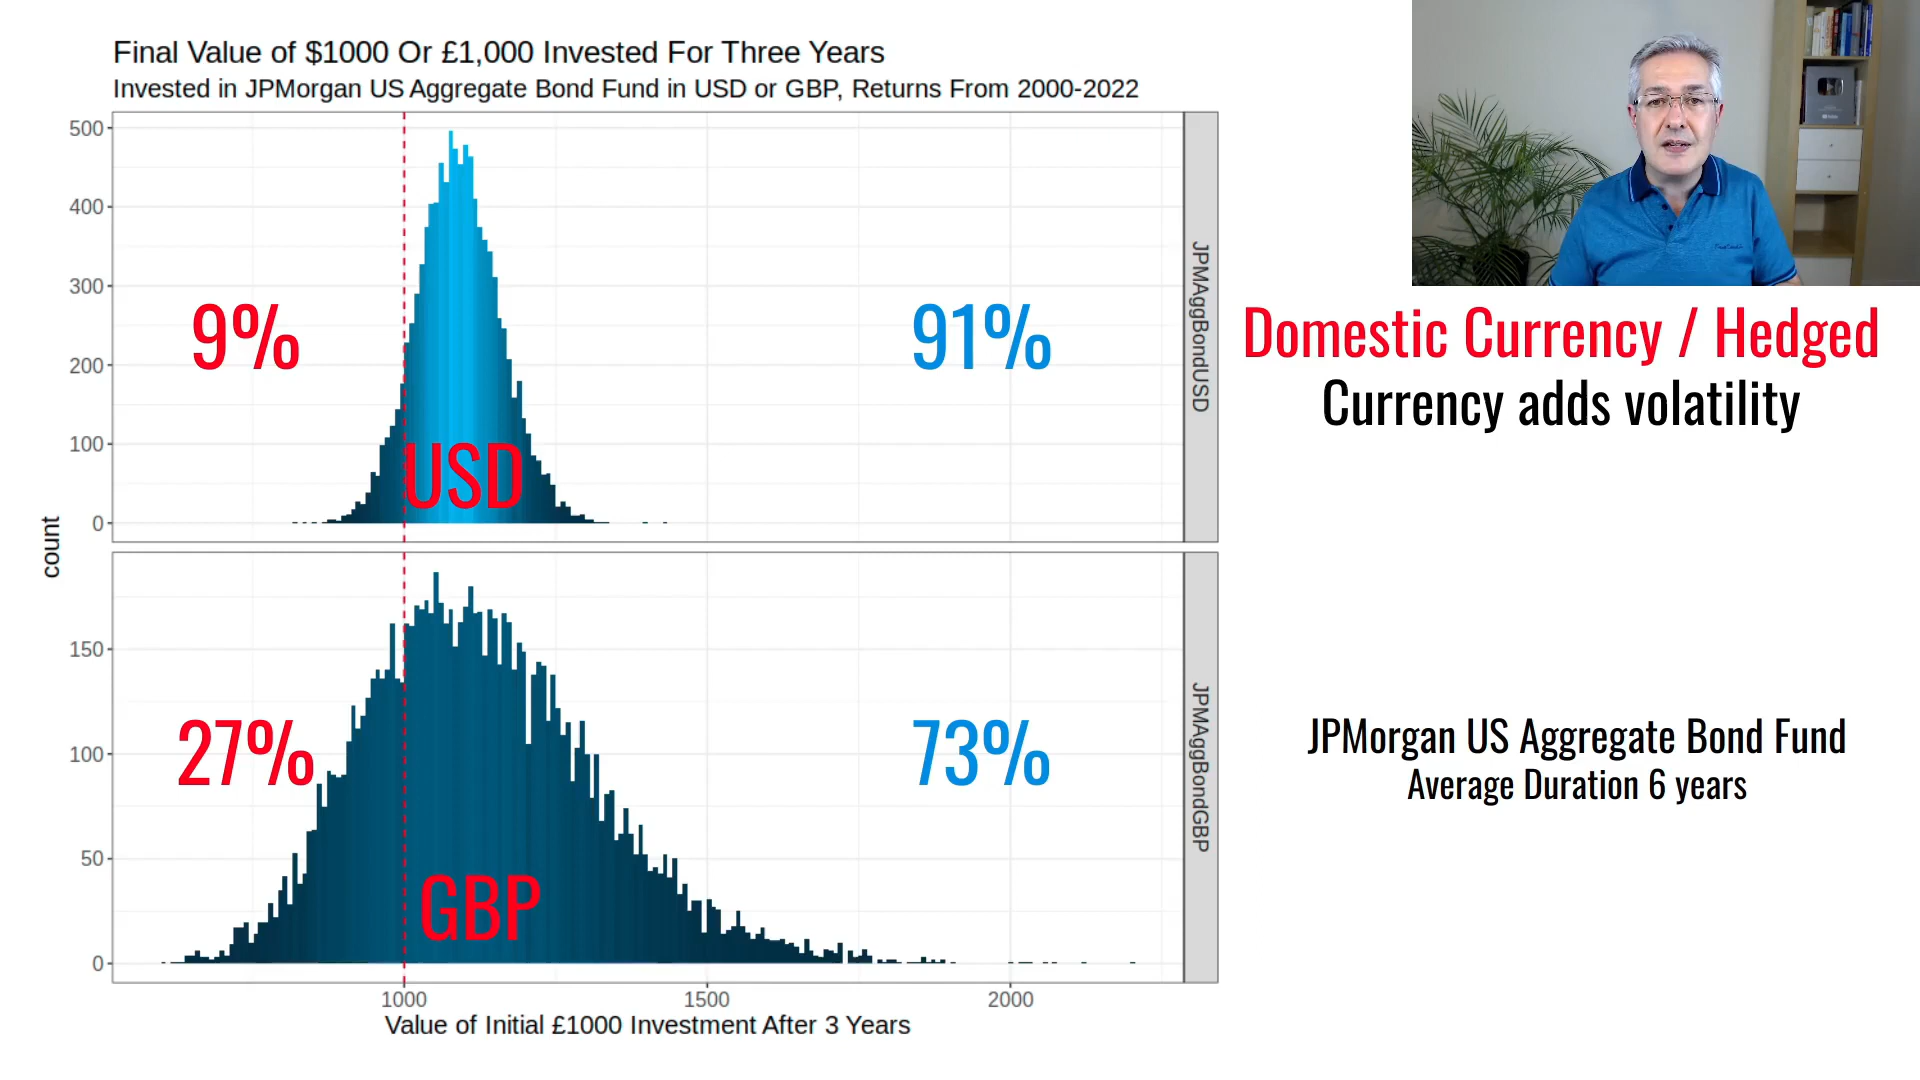 Final Value of $1000 Or £1,000 Invested For Three Years
Invested in JPMorgan US Aggregate Bond Fund in USD or GBP, Returns From 2000-2022
500
400
300
200
100
0
9%
91%
USD
JPMAggBondUSD
count
150
100
50
0
27%
73%
GBP
JPMAggBondGBP
1000
1500
2000
Value of Initial £1000 Investment After 3 Years
Domestic Currency / Hedged
Currency adds volatility
JPMorgan US Aggregate Bond Fund
Average Duration 6 years